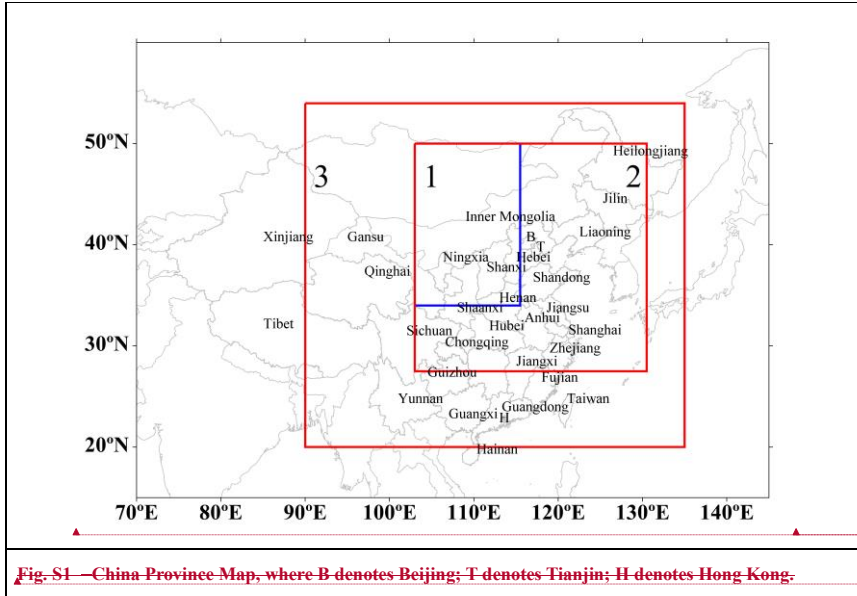 50°N
40°N
30°N
20°N
70°E 80°E 90°E 100°E 110°E 120°E 130°E 140°E
3
1
2
Heilongjiang
Jilin
Inner Mongolia
Liaoning
B
T
Xinjiang
Gansu
Ningxia
Hebei
Shanxi
Qinghai
Shandong
Henan
Shaanxi
Jiangsu
Anhui
Tibet
Sichuan
Hubei
Shanghai
Chongqing
Zhejiang
Jiangxi
Guizhou
Fujian
Yunnan
Taiwan
Guangxi
Guangdong
H
Hainan
Fig. S1 –China Province Map, where B denotes Beijing; T denotes Tianjin; H denotes Hong Kong.